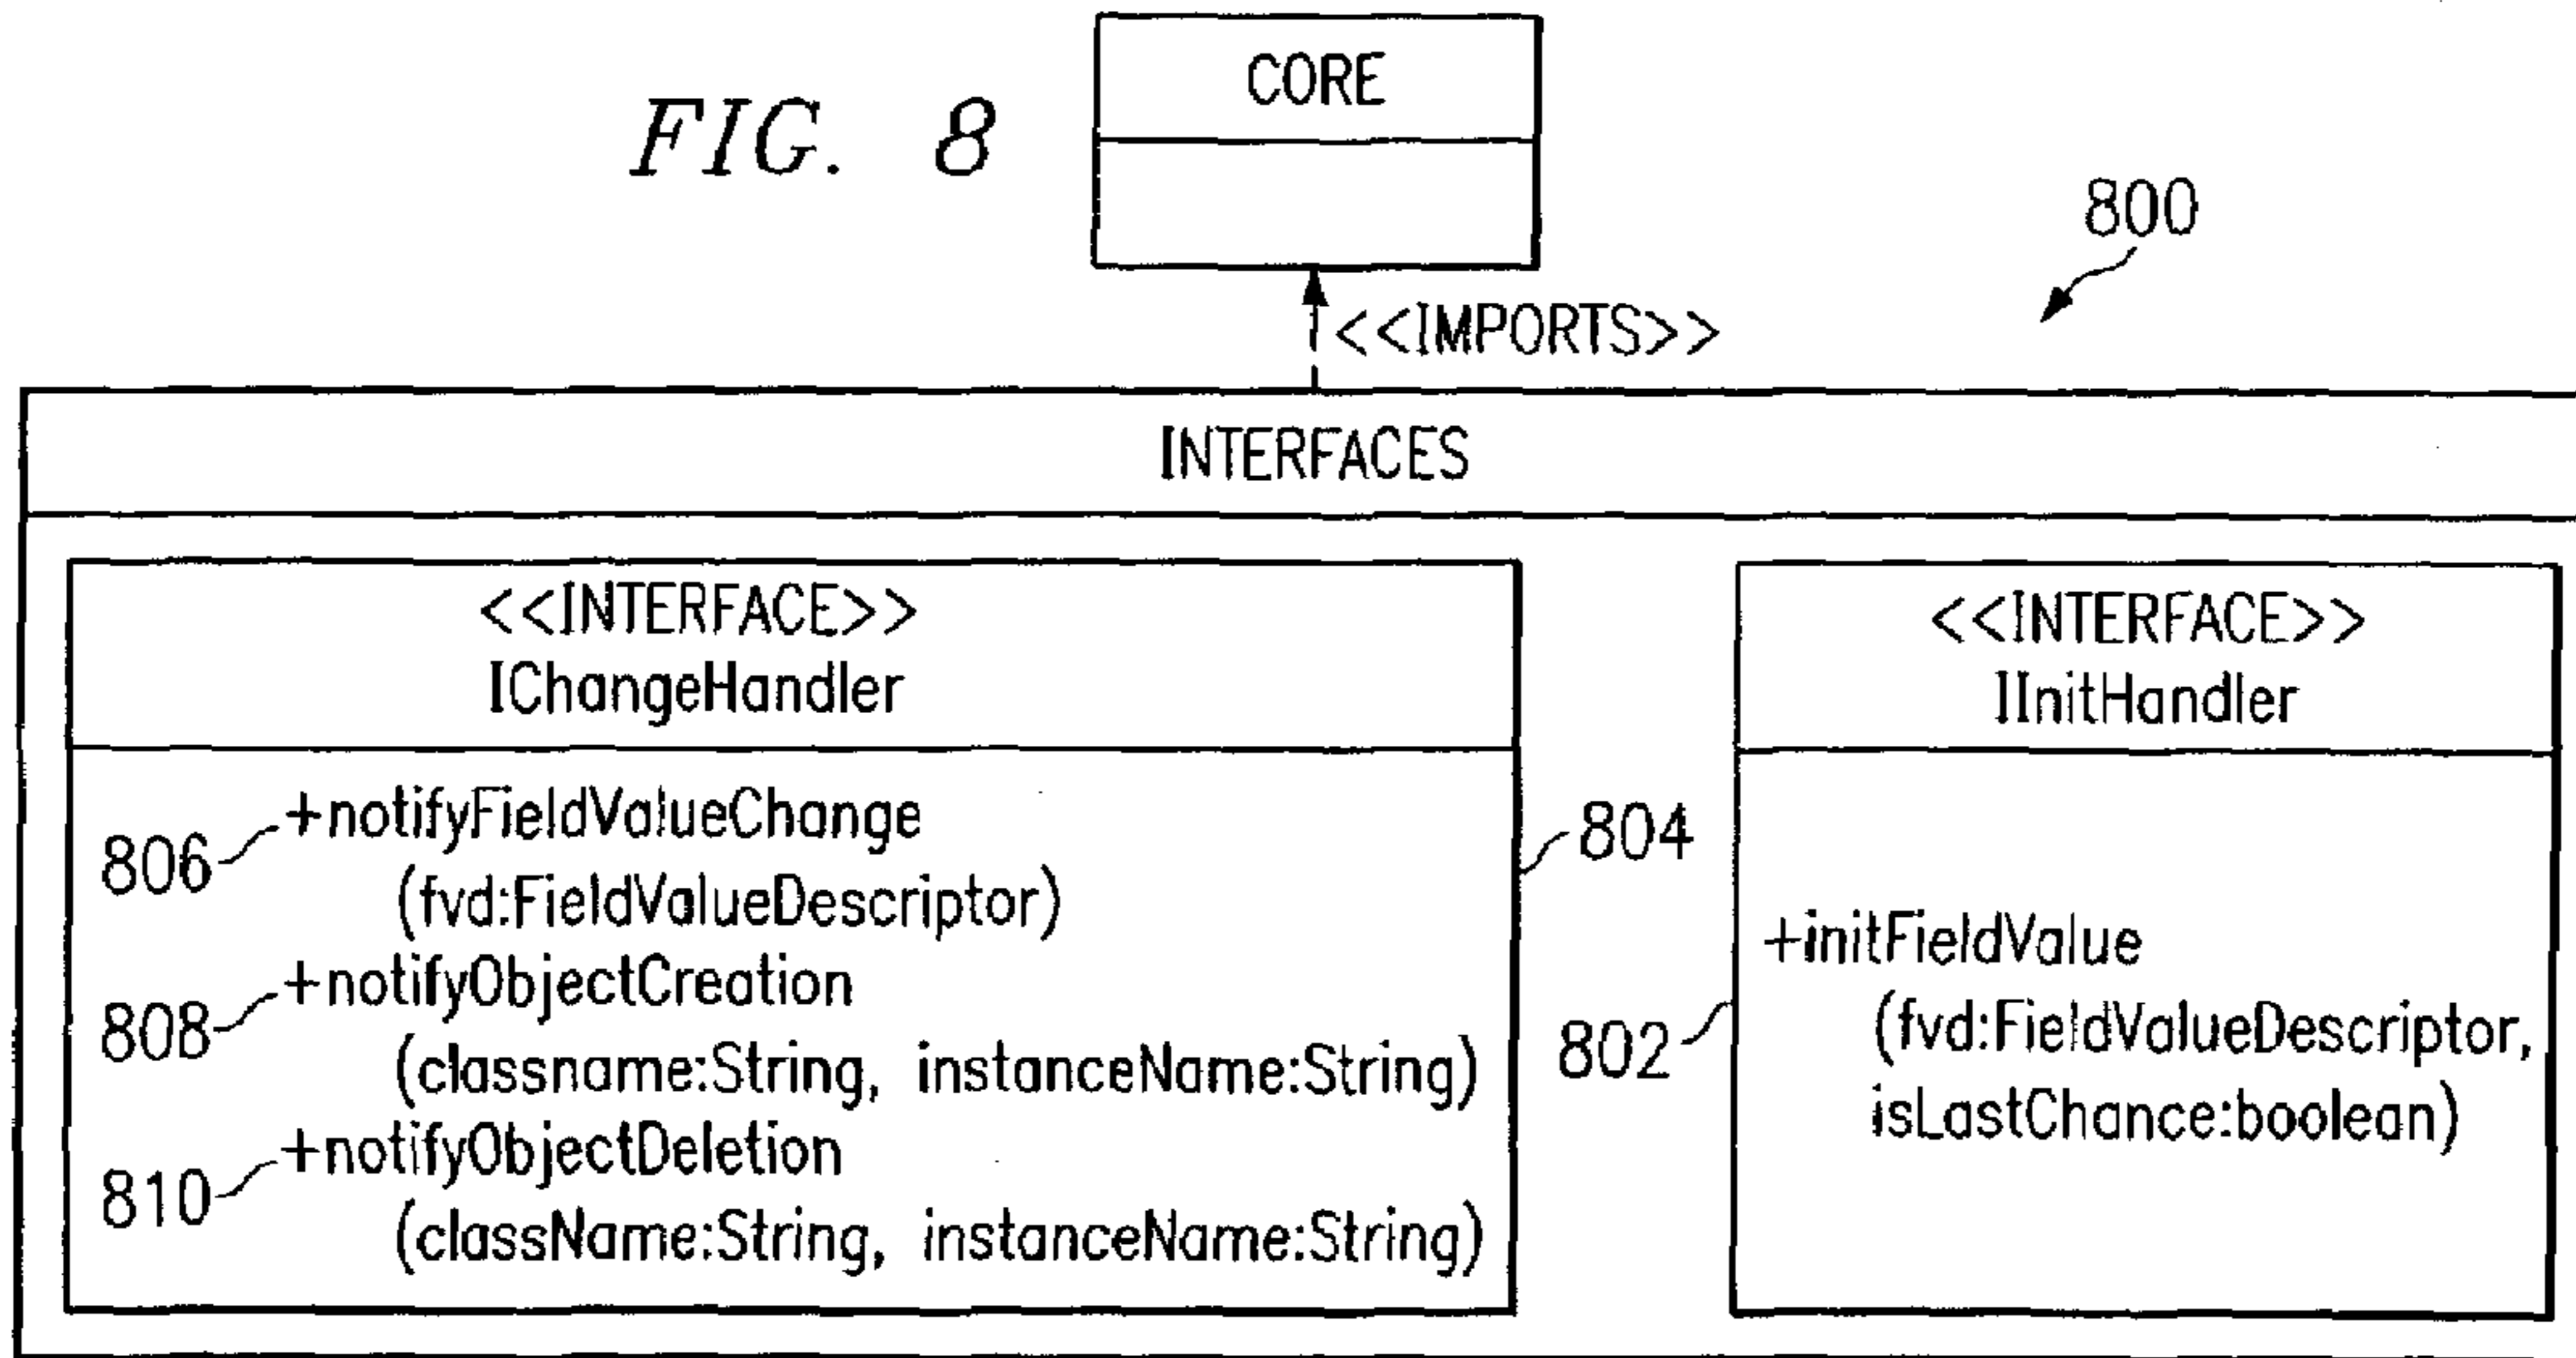 FIG. 8
CORE
800
<<IMPORTS>>
INTERFACES
<<INTERFACE>>
IChangeHandler
806
+notifyFieldValueChange
(fvd:FieldValueDescriptor)
808
+notifyObjectCreation
(classname:String, instanceName:String)
810
+notifyObjectDeletion
(className:String, instanceName:String)
804
<<INTERFACE>>
IInitHandler
802
+initFieldValue
(fvd:FieldValueDescriptor,
isLastChance:boolean)